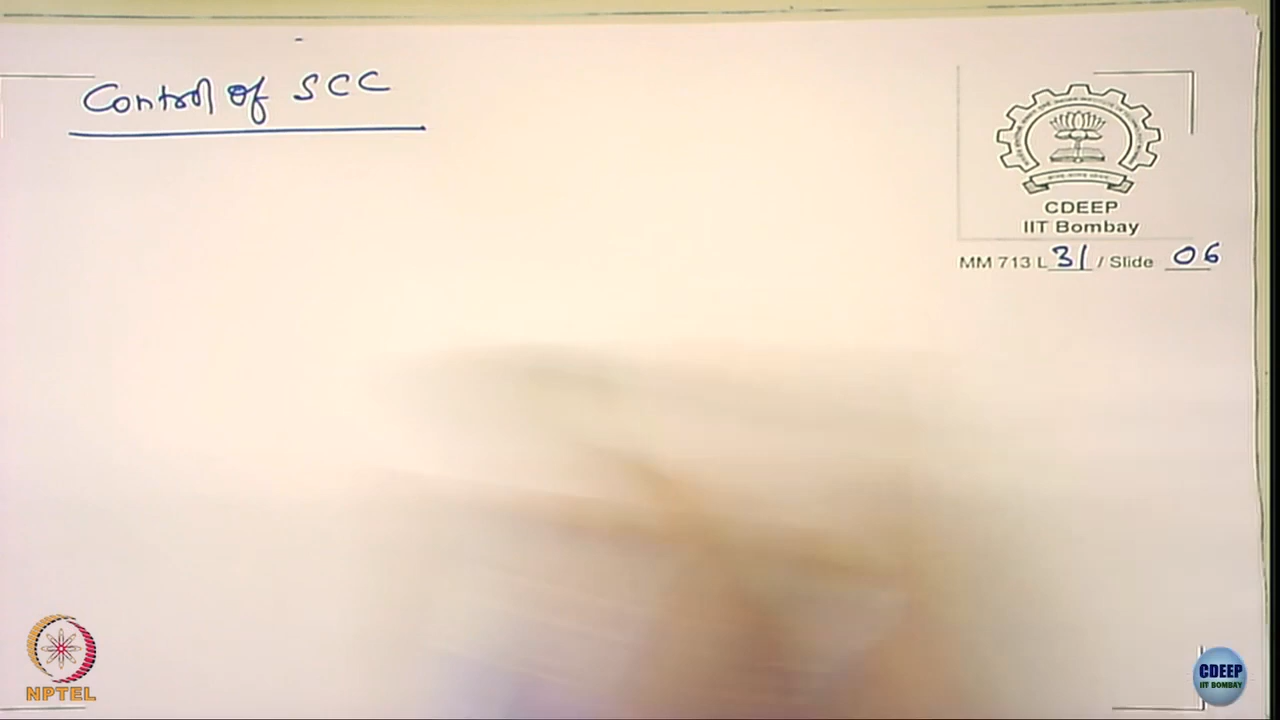 Control of SCC
CDEEP
IIT Bombay
MM 713 L 31 / Slide 06
NPTEL
CDEEP
IIT BOMBAY